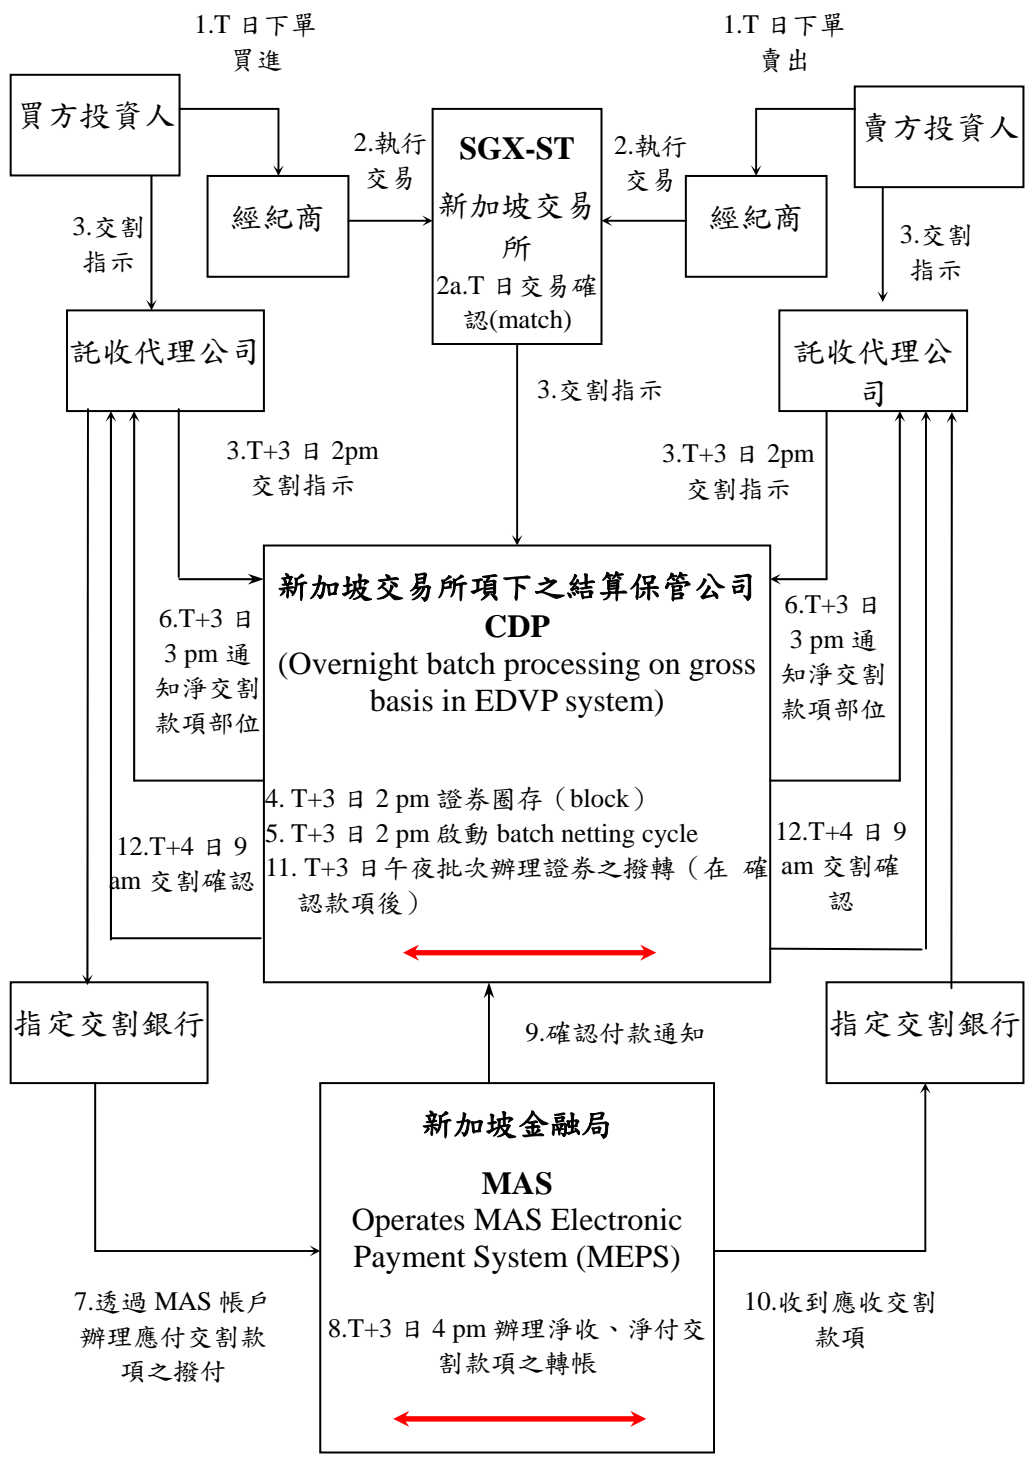 1.T 日下單
買進
1.T 日下單
賣出
買方投資人
賣方投資人
2.執行
交易
SGX-ST
新加坡交易
所
2a.T 日交易確
認(match)
2.執行
交易
經紀商
經紀商
3.交割
指示
3.交割
指示
託收代理公司
託收代理公
司
3.交割指示
3.T+3 日 2pm
交割指示
3.T+3 日 2pm
交割指示
新加坡交易所項下之結算保管公司
CDP
(Overnight batch processing on gross
basis in EDVP system)
6.T+3 日
3 pm 通
知淨交割
款項部位
6.T+3 日
3 pm 通
知淨交割
款項部位
4. T+3 日 2 pm 證券圈存（block）
5. T+3 日 2 pm 啟動 batch netting cycle
11. T+3 日午夜批次辦理證券之撥轉（在 確
認款項後）
12.T+4 日 9
am 交割確認
12.T+4 日 9
am 交割確
認
指定交割銀行
指定交割銀行
9.確認付款通知
新加坡金融局
MAS
Operates MAS Electronic
Payment System (MEPS)
8.T+3 日 4 pm 辦理淨收、淨付交
割款項之轉帳
7.透過 MAS 帳戶
辦理應付交割款
項之撥付
10.收到應收交割
款項